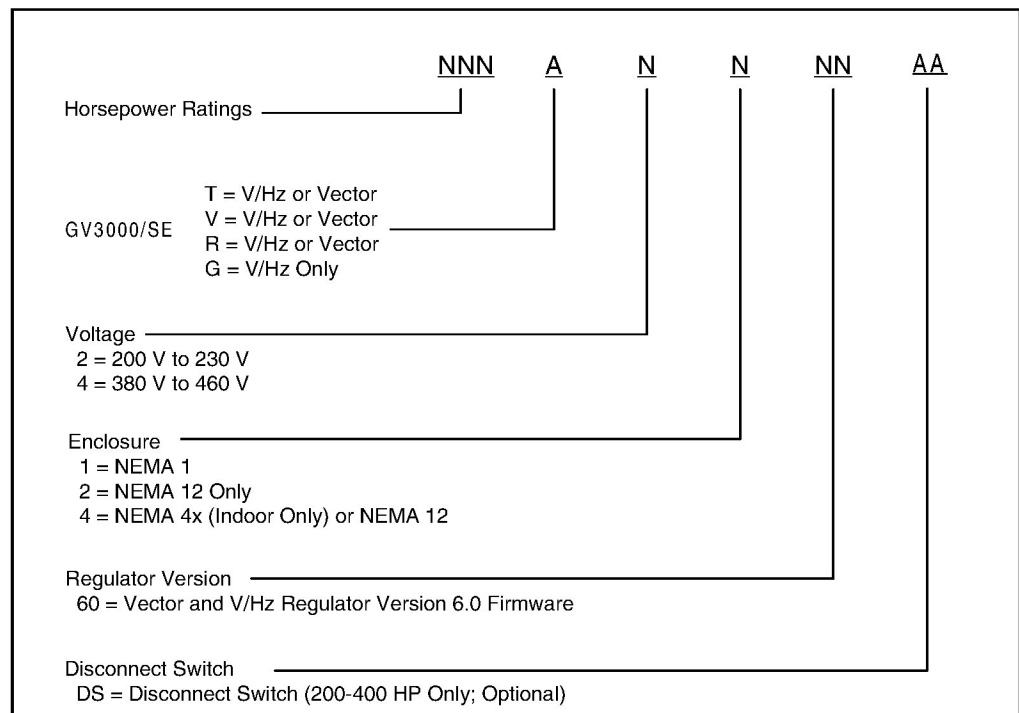 NNN A N N NN AA
Horsepower Ratings
T = V/Hz or Vector
V = V/Hz or Vector
GV3000/SE
R = V/Hz or Vector
G = V/Hz Only
Voltage
2 = 200 V to 230 V
4 = 380 V to 460 V
Enclosure
1 = NEMA 1
2 = NEMA 12 Only
4 = NEMA 4x (Indoor Only) or NEMA 12
Regulator Version
60 = Vector and V/Hz Regulator Version 6.0 Firmware
Disconnect Switch
DS = Disconnect Switch (200-400 HP Only; Optional)